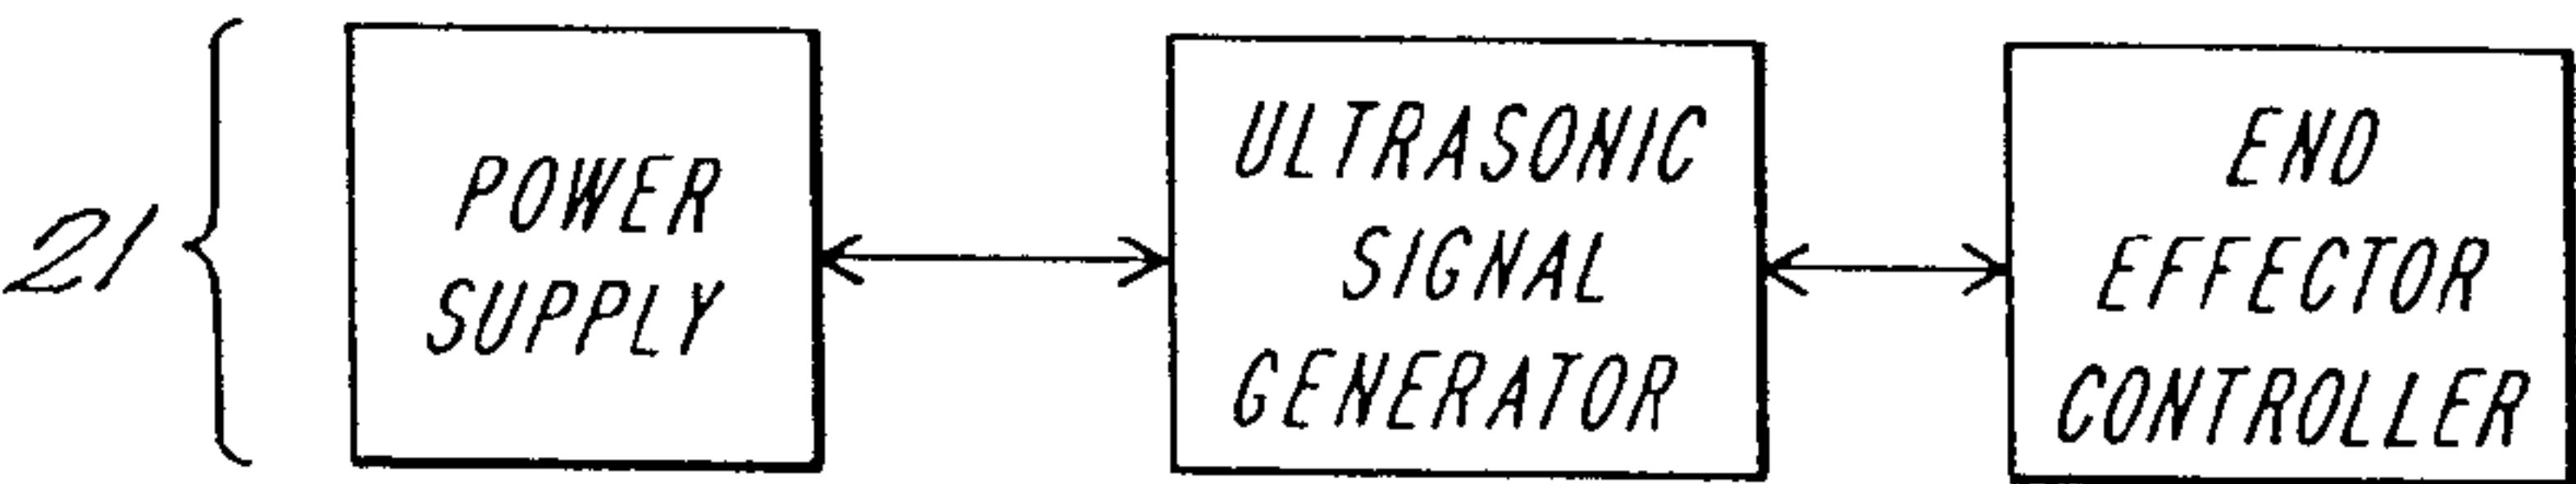 21
POWER
SUPPLY
ULTRASONIC
SIGNAL
GENERATOR
END
EFFECTOR
CONTROLLER